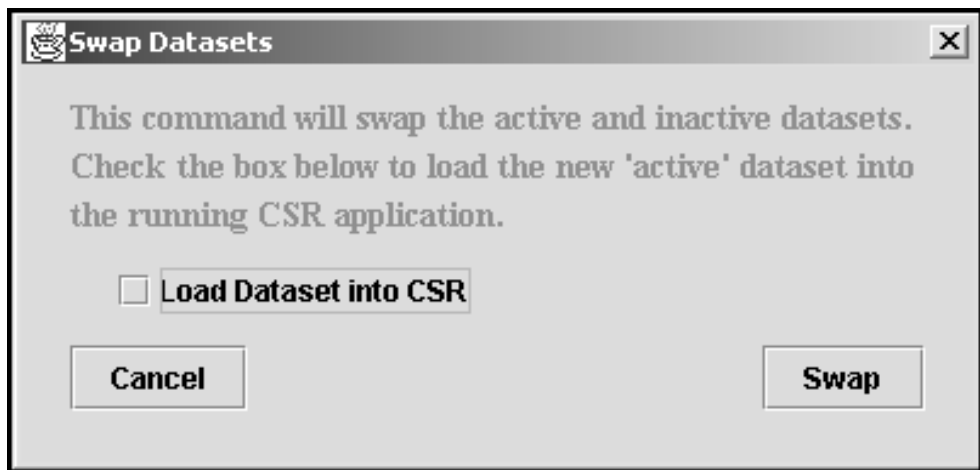 Swap Datasets
This command will swap the active and inactive datasets.
Check the box below to load the new 'active' dataset into
the running CSR application.
Load Dataset into CSR
Cancel
Swap